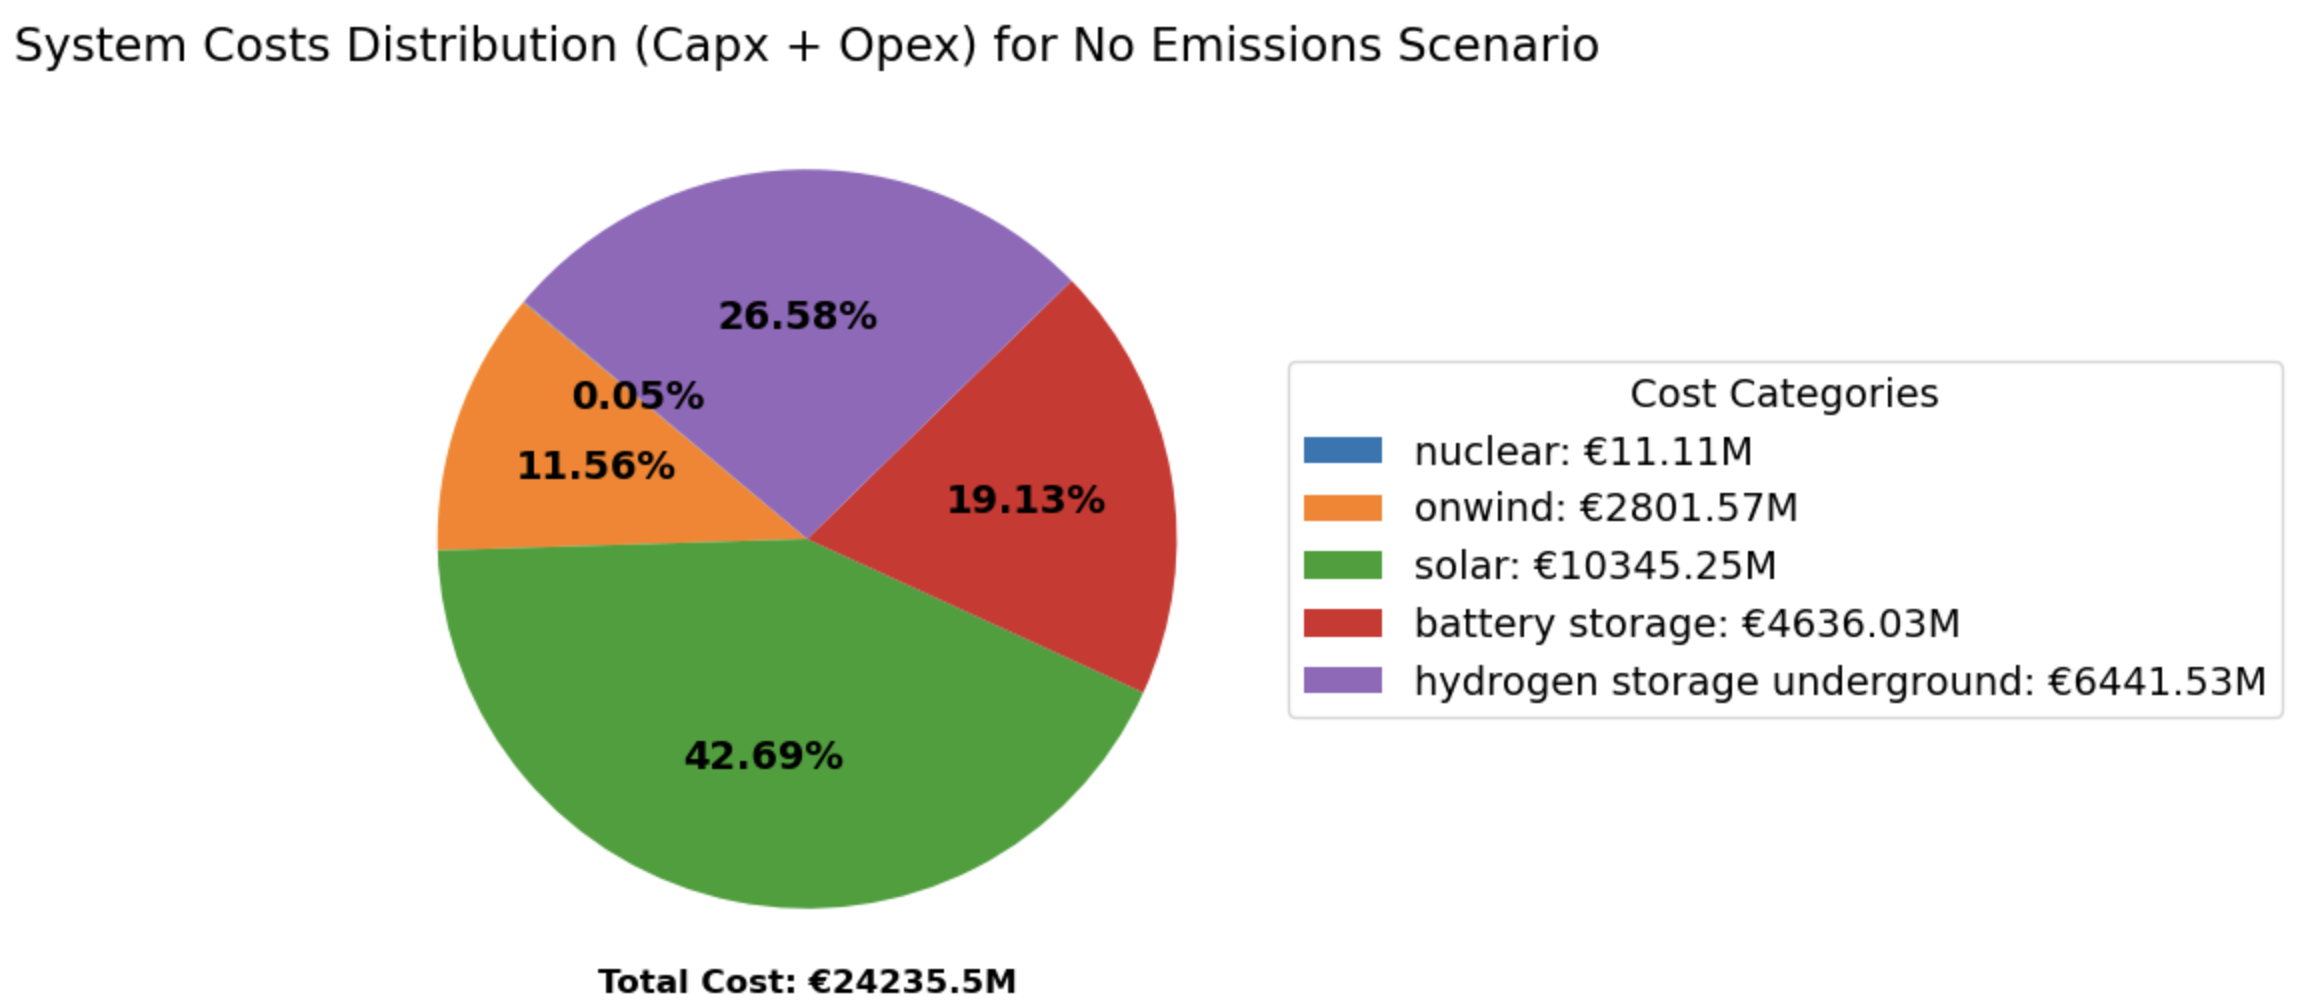 System Costs Distribution (Capx + Opex) for No Emissions Scenario
26.58%
0.05%
11.56%
19.13%
42.69%
Cost Categories
nuclear: €11.11M
onwind: €2801.57M
solar: €10345.25M
battery storage: €4636.03M
hydrogen storage underground: €6441.53M
Total Cost: €24235.5M